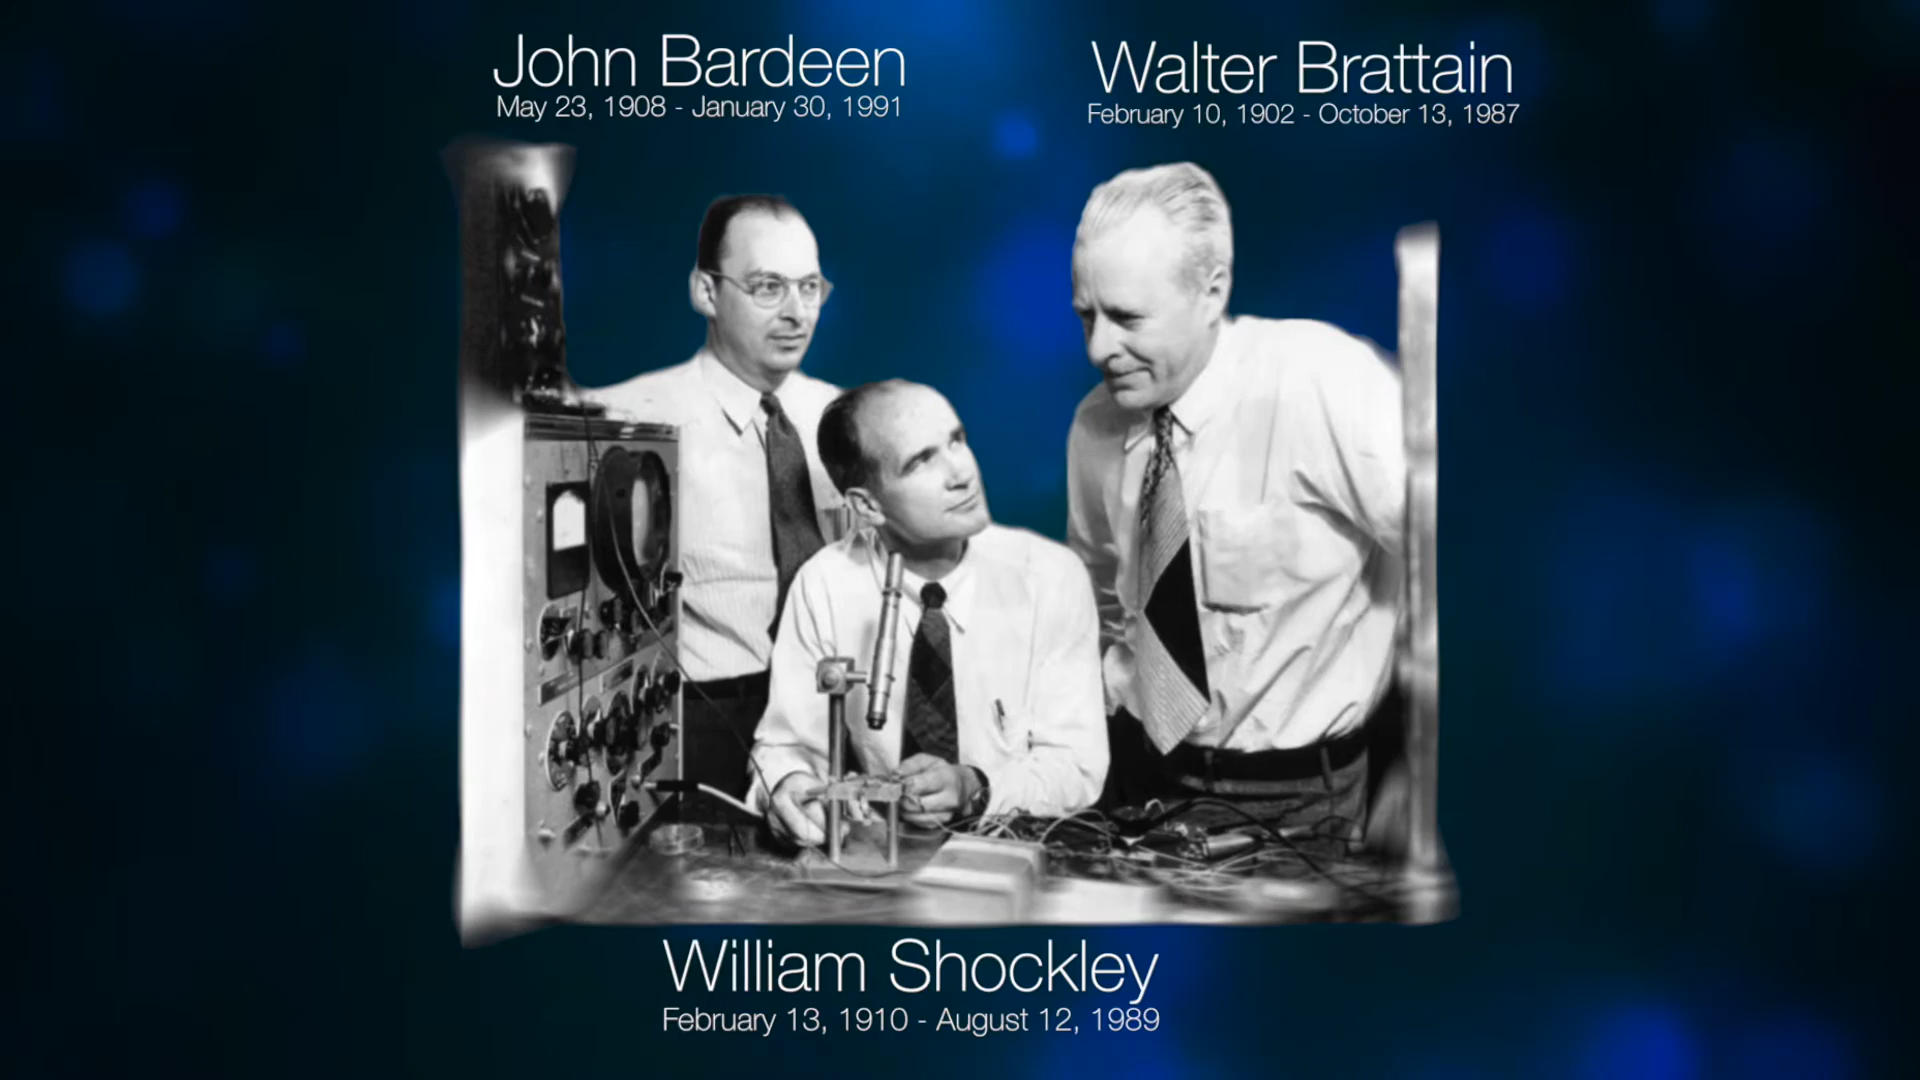 John Bardeen
May 23, 1908 - January 30, 1991
Walter Brattain
February 10, 1902 - October 13, 1987
William Shockley
February 13, 1910 - August 12, 1989